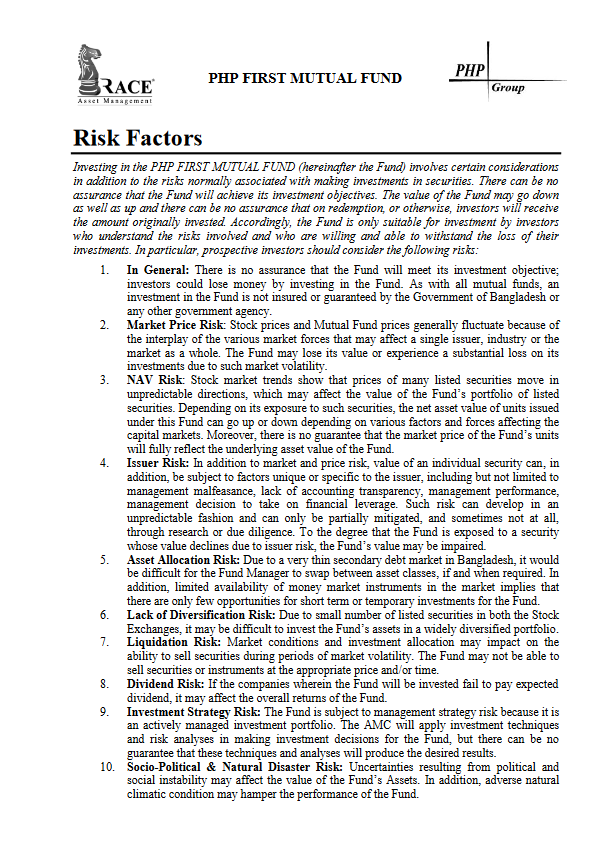 RACE®
Asset Management
PHP FIRST MUTUAL FUND
PHP
Group
Risk Factors
Investing in the PHP FIRST MUTUAL FUND (hereinafter the Fund) involves certain considerations
in addition to the risks normally associated with making investments in securities. There can be no
assurance that the Fund will achieve its investment objectives. The value of the Fund may go down
as well as up and there can be no assurance that on redemption, or otherwise, investors will receive
the amount originally invested. Accordingly, the Fund is only suitable for investment by investors
who understand the risks involved and who are willing and able to withstand the loss of their
investments. In particular, prospective investors should consider the following risks:
1. In General: There is no assurance that the Fund will meet its investment objective;
investors could lose money by investing in the Fund. As with all mutual funds, an
investment in the Fund is not insured or guaranteed by the Government of Bangladesh or
any other government agency.
2. Market Price Risk: Stock prices and Mutual Fund prices generally fluctuate because of
the interplay of the various market forces that may affect a single issuer, industry or the
market as a whole. The Fund may lose its value or experience a substantial loss on its
investments due to such market volatility.
3. NAV Risk: Stock market trends show that prices of many listed securities move in
unpredictable directions, which may affect the value of the Fund's portfolio of listed
securities. Depending on its exposure to such securities, the net asset value of units issued
under this Fund can go up or down depending on various factors and forces affecting the
capital markets. Moreover, there is no guarantee that the market price of the Fund's units
will fully reflect the underlying asset value of the Fund.
4. Issuer Risk: In addition to market and price risk, value of an individual security can, in
addition, be subject to factors unique or specific to the issuer, including but not limited to
management malfeasance, lack of accounting transparency, management performance,
management decision to take on financial leverage. Such risk can develop in an
unpredictable fashion and can only be partially mitigated, and sometimes not at all,
through research or due diligence. To the degree that the Fund is exposed to a security
whose value declines due to issuer risk, the Fund's value may be impaired.
5. Asset Allocation Risk: Due to a very thin secondary debt market in Bangladesh, it would
be difficult for the Fund Manager to swap between asset classes, if and when required. In
addition, limited availability of money market instruments in the market implies that
there are only few opportunities for short term or temporary investments for the Fund.
6. Lack of Diversification Risk: Due to small number of listed securities in both the Stock
Exchanges, it may be difficult to invest the Fund's assets in a widely diversified portfolio.
7. Liquidation Risk: Market conditions and investment allocation may impact on the
ability to sell securities during periods of market volatility. The Fund may not be able to
sell securities or instruments at the appropriate price and/or time.
8. Dividend Risk: If the companies wherein the Fund will be invested fail to pay expected
dividend, it may affect the overall returns of the Fund.
9. Investment Strategy Risk: The Fund is subject to management strategy risk because it is
an actively managed investment portfolio. The AMC will apply investment techniques
and risk analyses in making investment decisions for the Fund, but there can be no
guarantee that these techniques and analyses will produce the desired results.
10. Socio-Political & Natural Disaster Risk: Uncertainties resulting from political and
social instability may affect the value of the Fund's Assets. In addition, adverse natural
climatic condition may hamper the performance of the Fund.